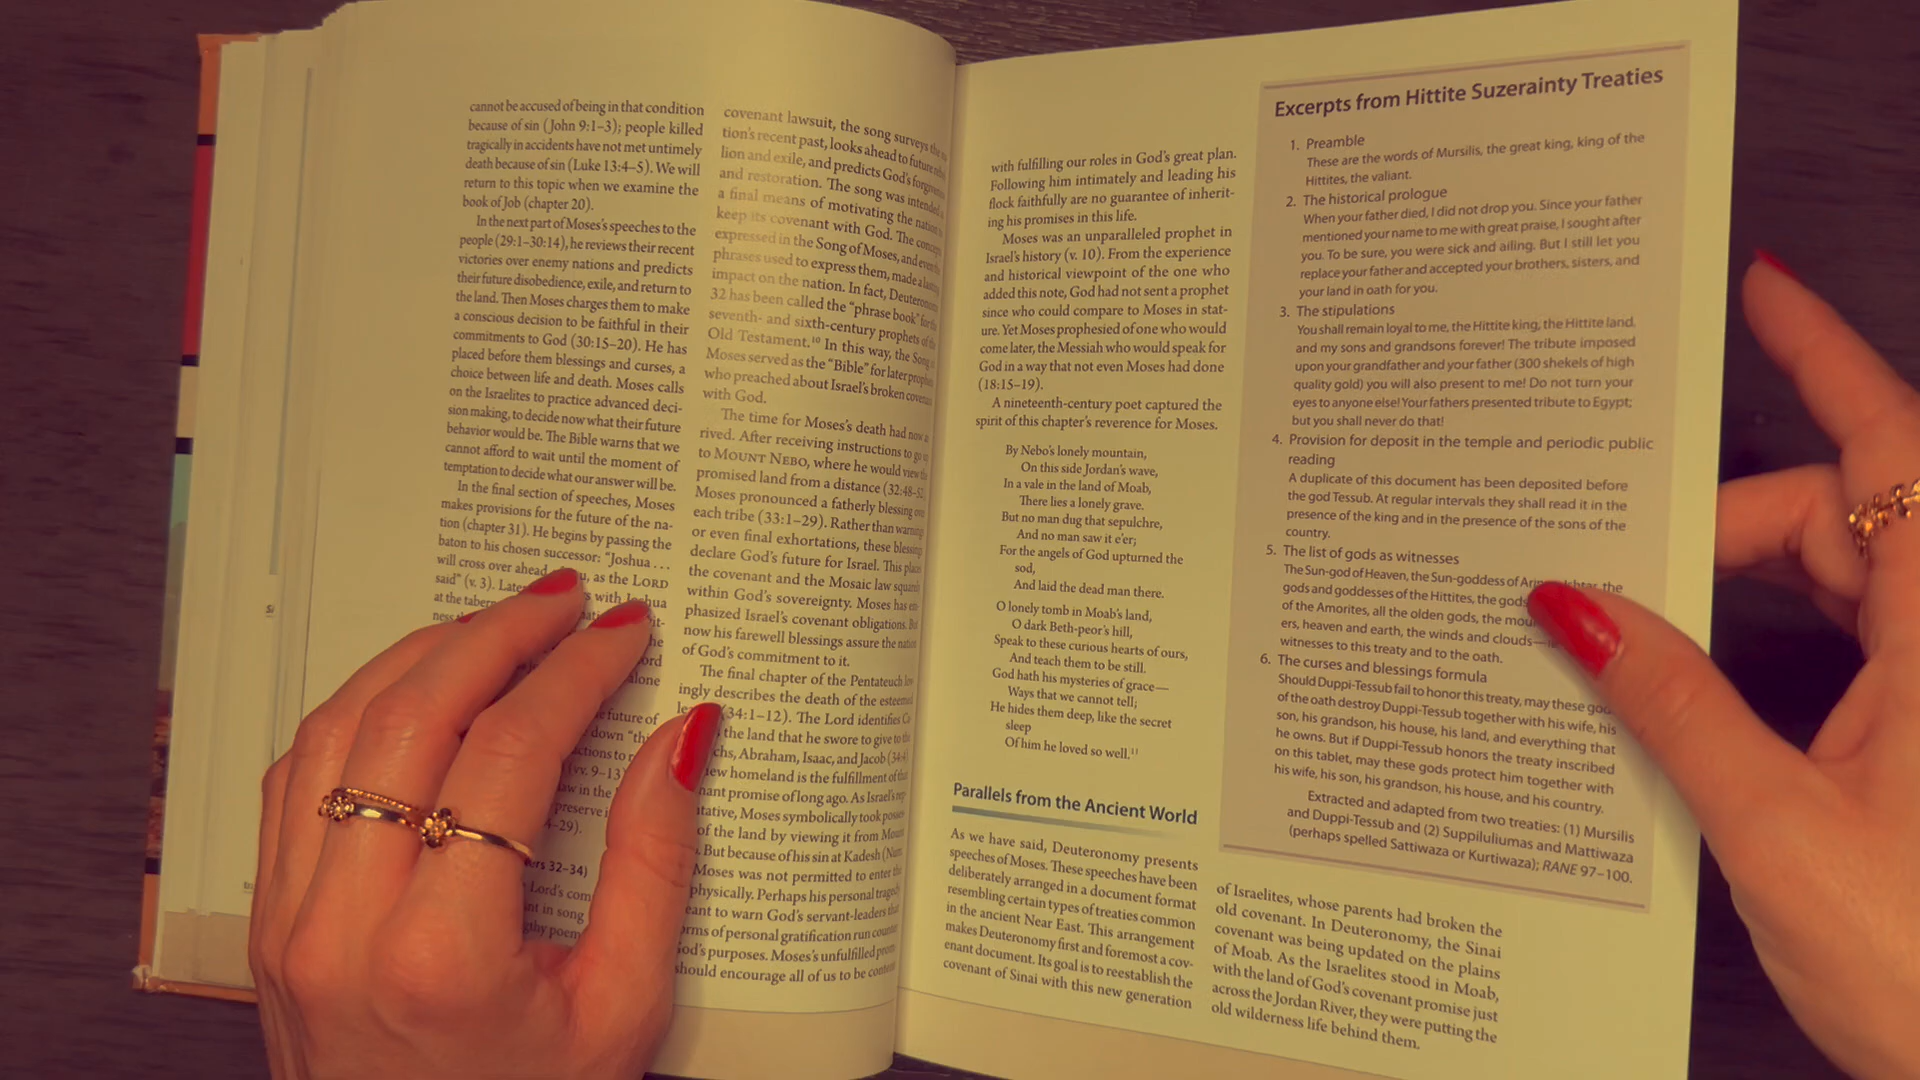 cannot be accused of being in that condition
because of sin (John 9:1–3); people killed
tragically in accidents have not met untimely
death because of sin (Luke 13:4–5). We will
return to this topic when we examine the
book of Job (chapter 20).
In the next part of Moses's speeches to the
people (29:1–30:14), he reviews their recent
victories over enemy nations and predicts
their future disobedience, exile, and return to
the land. Then Moses charges them to make
a conscious decision to be faithful in their
commitments to God (30:15–20). He has
placed before them blessings and curses, a
choice between life and death. Moses calls
on the Israelites to practice advanced deci-
sion making, to decide now what their future
behavior would be. The Bible warns that we
cannot afford to wait until the moment of
temptation to decide what our answer will be.
In the final section of speeches, Moses
makes provisions for the future of the na-
tion (chapter 31). He begins by passing the
baton to his chosen successor: "Joshua . . .
will cross over ahead as the LORD
said" (v. 3). with Joshua
at the
alone
future of
down
(vv. 9–13)
law in the
preserve
4–29).
32–34)
Lord's
in song
poem
covenant lawsuit, the song surveys the
tion's recent past, looks ahead to future
lion and exile, and predicts God's
and restoration. The song was intended
a final means of motivating the nation
keep its covenant with God. The
expressed in the Song of Moses, and
phrases used to express them, made a
impact on the nation. In fact,
32 has been called the "phrase book" for
seventh- and sixth-century prophets of
Old Testament.¹⁰ In this way, the Song
Moses served as the "Bible" for later
who preached about Israel's broken
with God.
The time for Moses's death had now
rived. After receiving instructions to go
to MOUNT NEBO, where he would view
promised land from a distance (32:48–52
Moses pronounced a fatherly blessing
each tribe (33:1–29). Rather than
or even final exhortations, these
declare God's future for Israel. This
the covenant and the Mosaic law
within God's sovereignty. Moses has
phasized Israel's covenant obligations.
now his farewell blessings assure the
of God's commitment to it.
The final chapter of the Pentateuch
ingly describes the death of the
(34:1–12). The Lord identifies
the land that he swore to give to
Abraham, Isaac, and Jacob
new homeland is the fulfillment of
promise of long ago. As Israel's
Moses symbolically took
of the land by viewing it from
But because of his sin at Kadesh
Moses was not permitted to enter
physically. Perhaps his personal
to warn God's servant-leaders
of personal gratification run
God's purposes. Moses's unfulfilled
should encourage all of us to be
with fulfilling our roles in God's great plan.
Following him intimately and leading his
flock faithfully are no guarantee of inherit-
ing his promises in this life.
Moses was an unparalleled prophet in
Israel's history (v. 10). From the experience
and historical viewpoint of the one who
added this note, God had not sent a prophet
since who could compare to Moses in stat-
ure. Yet Moses prophesied of one who would
come later, the Messiah who would speak for
God in a way that not even Moses had done
(18:15–19).
A nineteenth-century poet captured the
spirit of this chapter's reverence for Moses.
By Nebo's lonely mountain,
On this side Jordan's wave,
In a vale in the land of Moab,
There lies a lonely grave.
But no man dug that sepulchre,
And no man saw it e'er;
For the angels of God upturned the
sod,
And laid the dead man there.
O lonely tomb in Moab's land,
O dark Beth-peor's hill,
Speak to these curious hearts of ours,
And teach them to be still.
God hath his mysteries of grace—
Ways that we cannot tell;
He hides them deep, like the secret
sleep
Of him he loved so well.¹¹
Parallels from the Ancient World
As we have said, Deuteronomy presents
speeches of Moses. These speeches have been
deliberately arranged in a document format
resembling certain types of treaties common
in the ancient Near East. This arrangement
makes Deuteronomy first and foremost a cov-
enant document. Its goal is to reestablish the
covenant of Sinai with this new generation
Excerpts from Hittite Suzerainty Treaties
1. Preamble
These are the words of Mursilis, the great king, king of the
Hittites, the valiant.
2. The historical prologue
When your father died, I did not drop you. Since your father
mentioned your name to me with great praise, I sought after
you. To be sure, you were sick and ailing. But I still let you
replace your father and accepted your brothers, sisters, and
your land in oath for you.
3. The stipulations
You shall remain loyal to me, the Hittite king, the Hittite land,
and my sons and grandsons forever! The tribute imposed
upon your grandfather and your father (300 shekels of high
quality gold) you will also present to me! Do not turn your
eyes to anyone else! Your fathers presented tribute to Egypt;
but you shall never do that!
4. Provision for deposit in the temple and periodic public
reading
A duplicate of this document has been deposited before
the god Tessub. At regular intervals they shall read it in the
presence of the king and in the presence of the sons of the
country.
5. The list of gods as witnesses
The Sun-god of Heaven, the Sun-goddess of the
gods and goddesses of the Hittites, the gods
of the Amorites, all the olden gods, the
ers, heaven and earth, the winds and clouds—
witnesses to this treaty and to the oath.
6. The curses and blessings formula
Should Duppi-Tessub fail to honor this treaty, may these gods
of the oath destroy Duppi-Tessub together with his wife, his
son, his grandson, his house, his land, and everything that
he owns. But if Duppi-Tessub honors the treaty inscribed
on this tablet, may these gods protect him together with
his wife, his son, his grandson, his house, and his country.
Extracted and adapted from two treaties: (1) Mursilis
and Duppi-Tessub and (2) Suppiluliumas and Mattiwaza
(perhaps spelled Sattiwaza or Kurtiwaza); RANE 97–100.
of Israelites, whose parents had broken the
old covenant. In Deuteronomy, the Sinai
covenant was being updated on the plains
of Moab. As the Israelites stood in Moab,
with the land of God's covenant promise just
across the Jordan River, they were putting the
old wilderness life behind them.